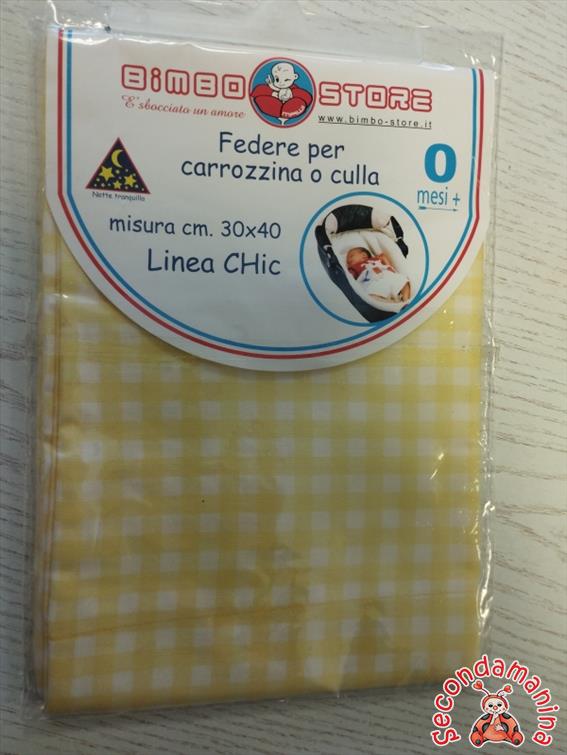 BiMBO STORE
E' sbocciato un amore
www.bimbo-store.it
Federe per
carrozzina o culla
0
mesi +
Notte tranquilla
misura cm. 30x40
Linea CHic
Secondamanina